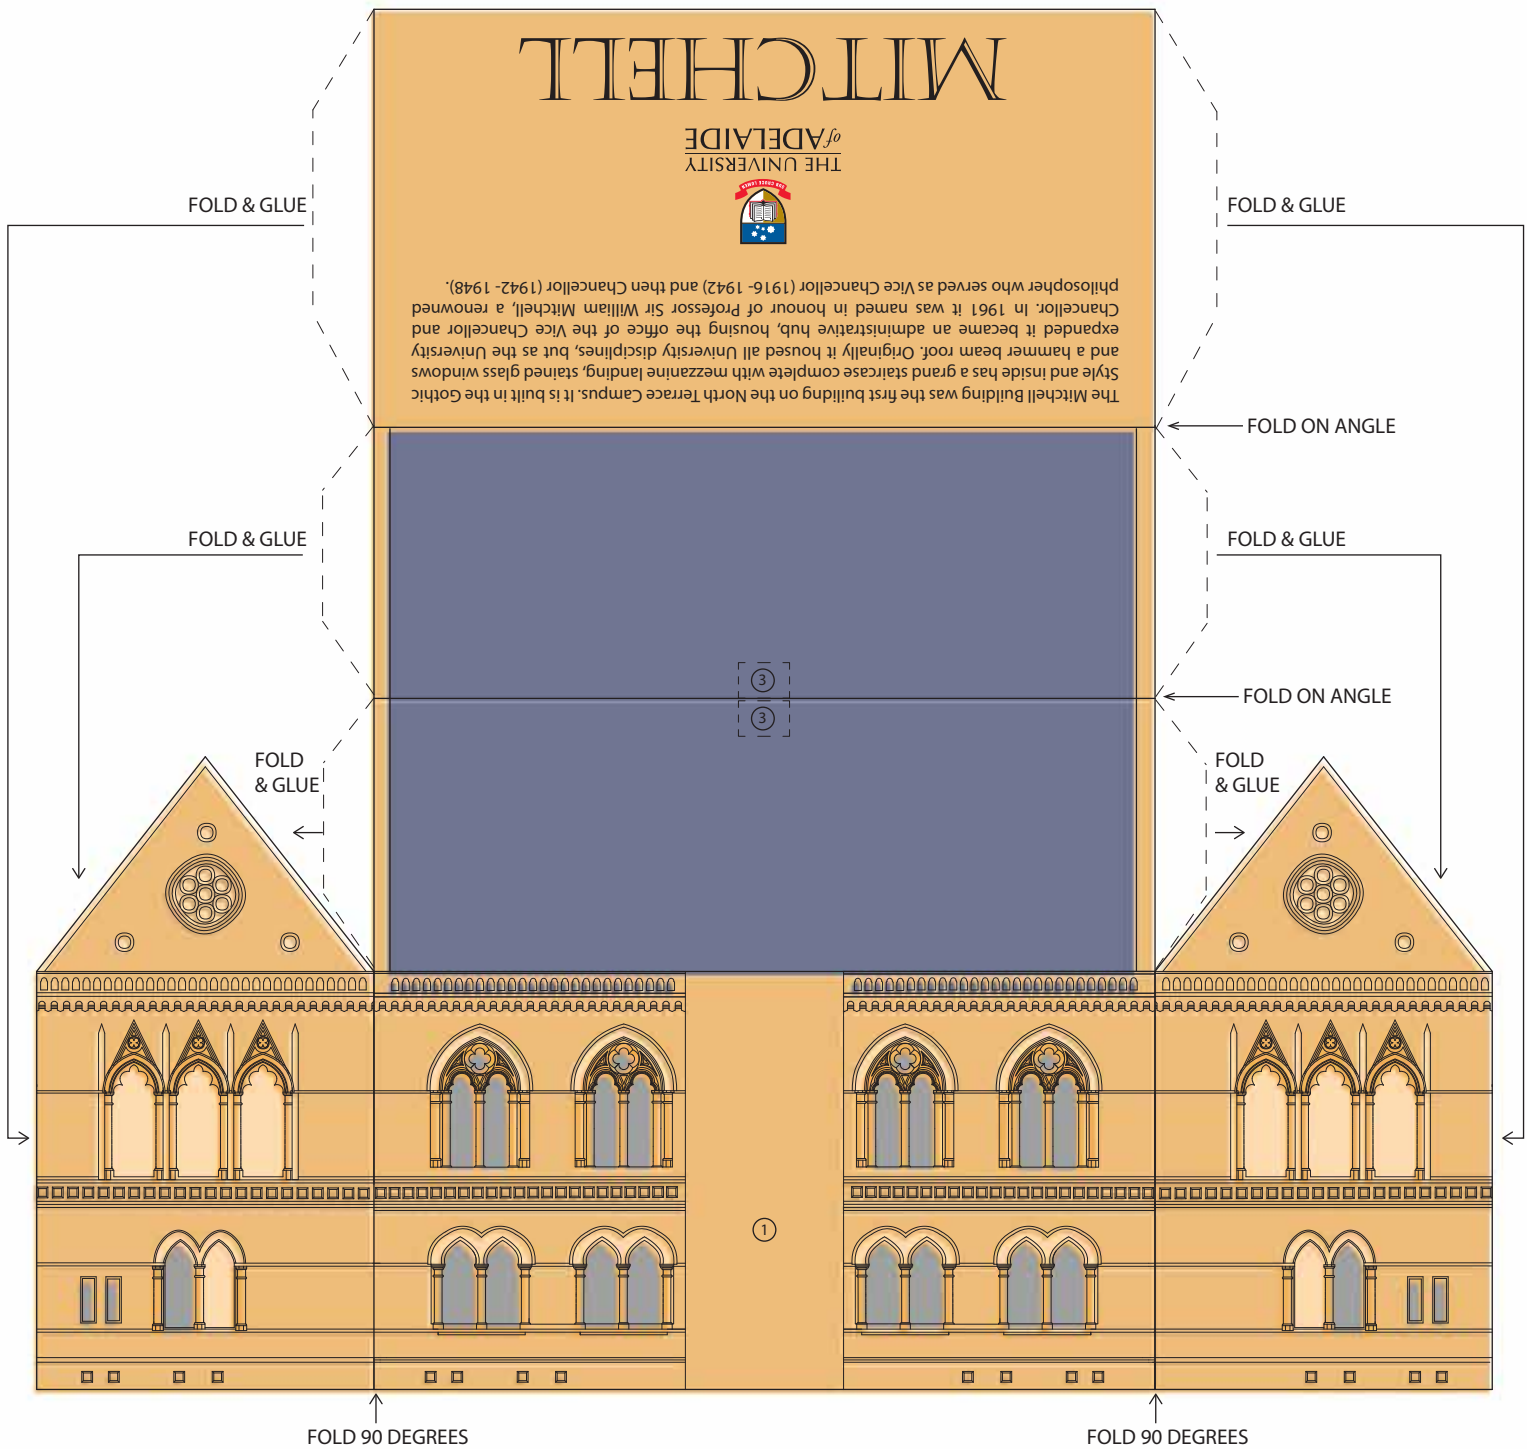 MITCHELL
THE UNIVERSITY
of ADELAIDE
SUB CRUCE LUMEN
The Mitchell Building was the first building on the North Terrace Campus. It is built in the Gothic
Style and inside has a grand staircase complete with mezzanine landing, stained glass windows
and a hammer beam roof. Originally it housed all University disciplines, but as the University
expanded it became an administrative hub, housing the office of the Vice Chancellor and
Chancellor. In 1961 it was named in honour of Professor Sir William Mitchell, a renowned
philosopher who served as Vice Chancellor (1916- 1942) and then Chancellor (1942- 1948).
FOLD & GLUE
FOLD & GLUE
FOLD ON ANGLE
FOLD & GLUE
FOLD & GLUE
3
3
FOLD ON ANGLE
FOLD
& GLUE
FOLD
& GLUE
1
FOLD 90 DEGREES
FOLD 90 DEGREES